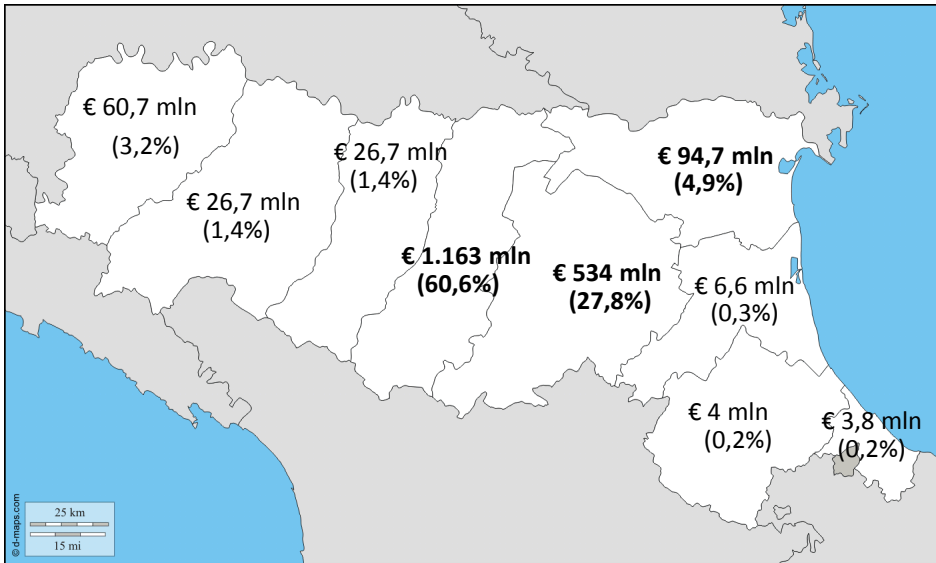 € 60,7 mln
(3,2%)
€ 26,7 mln
(1,4%)
€ 26,7 mln
(1,4%)
€ 1.163 mln
(60,6%)
€ 534 mln
(27,8%)
€ 94,7 mln
(4,9%)
€ 6,6 mln
(0,3%)
€ 4 mln
(0,2%)
€ 3,8 mln
(0,2%)
25 km
15 mi
© d-maps.com